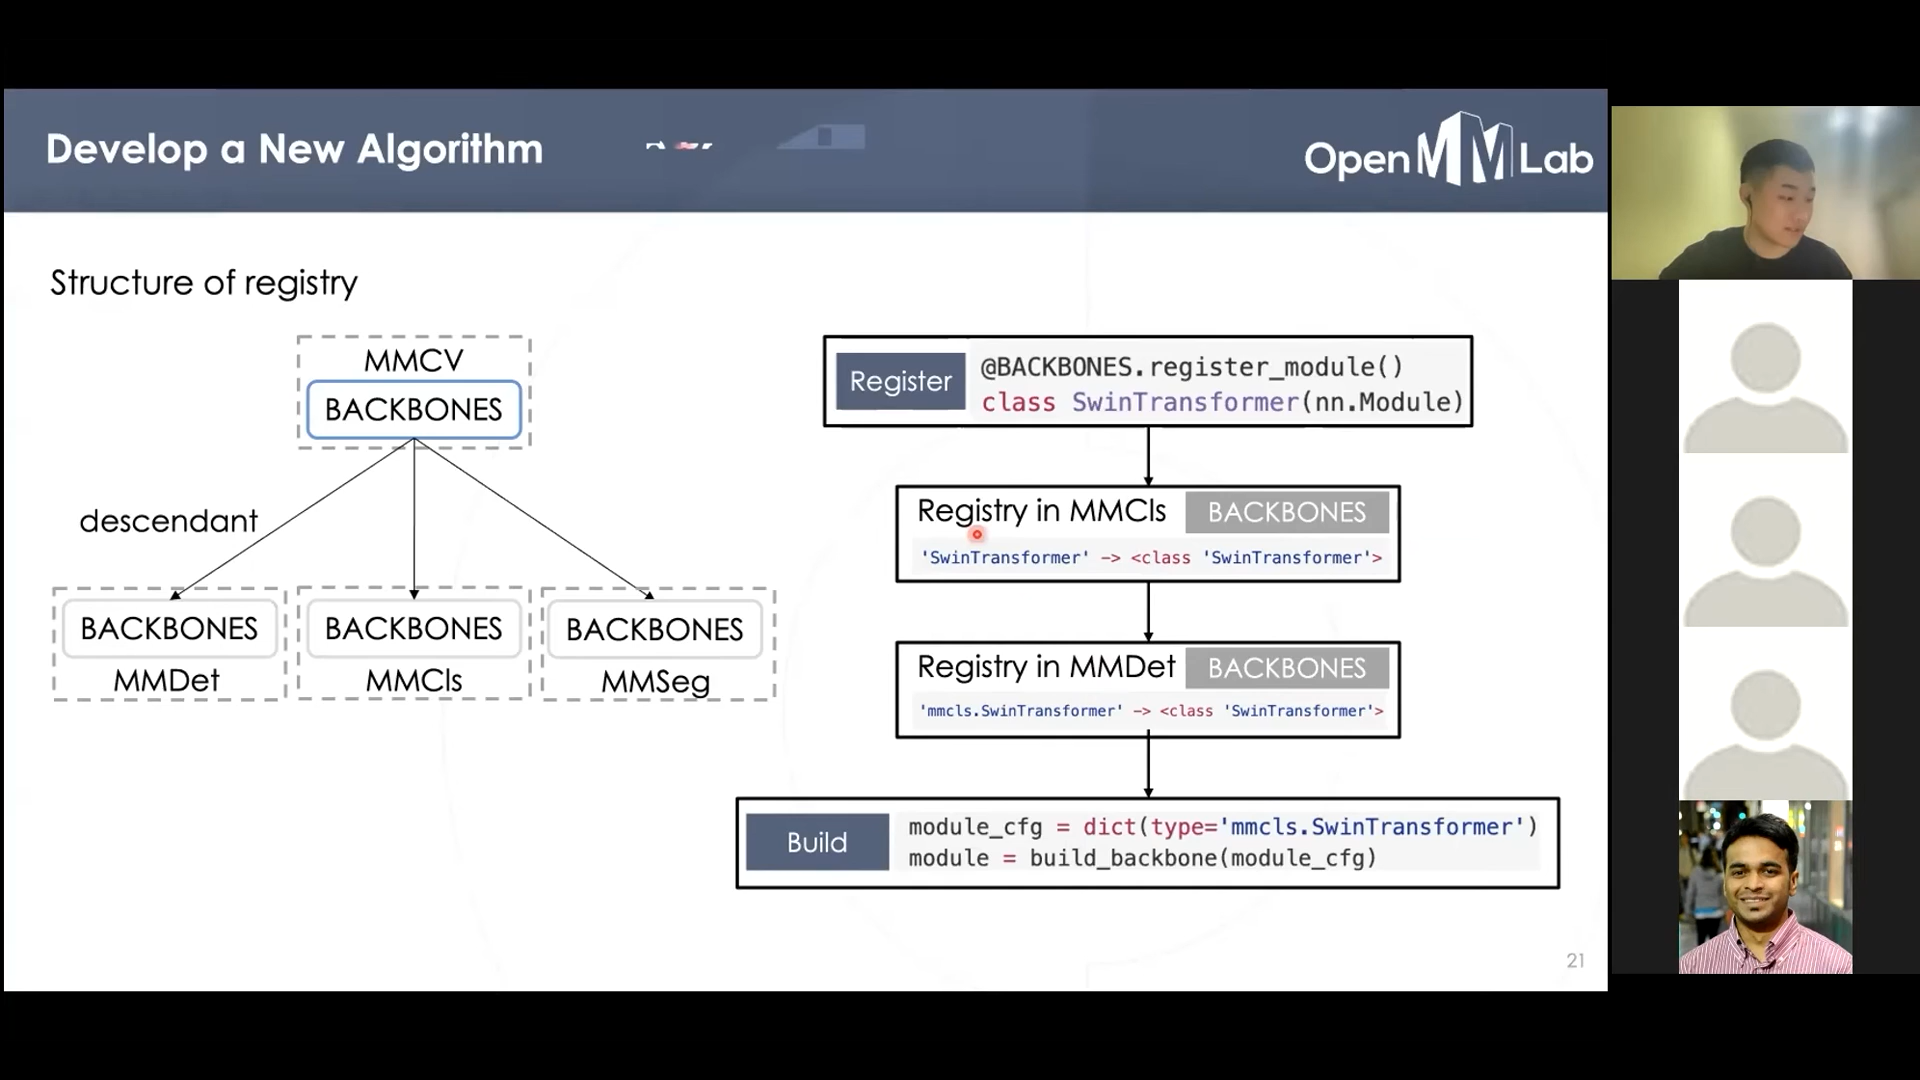 Develop a New Algorithm
OpenMMLab
Structure of registry
MMCV
BACKBONES
descendant
BACKBONES
MMDet
BACKBONES
MMCls
BACKBONES
MMSeg
Register
@BACKBONES.register_module()
class SwinTransformer(nn.Module)
Registry in MMCls BACKBONES
'SwinTransformer' -> <class 'SwinTransformer'>
Registry in MMDet BACKBONES
'mmcls.SwinTransformer' -> <class 'SwinTransformer'>
Build
module_cfg = dict(type='mmcls.SwinTransformer')
module = build_backbone(module_cfg)
21